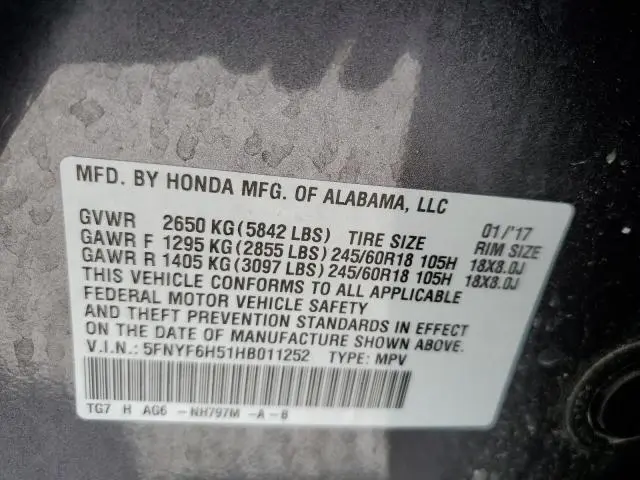 MFD. BY HONDA MFG. OF ALABAMA, LLC
GVWR 2650 KG (5842 LBS) TIRE SIZE 01/'17 RIM SIZE
GAWR F 1295 KG (2855 LBS) 245/60R18 105H 18X8.0J
GAWR R 1405 KG (3097 LBS) 245/60R18 105H 18X8.0J
THIS VEHICLE CONFORMS TO ALL APPLICABLE
FEDERAL MOTOR VEHICLE SAFETY
AND THEFT PREVENTION STANDARDS IN EFFECT
ON THE DATE OF MANUFACTURE SHOWN ABOVE.
V.I.N.: 5FNYF6H51HB011252 TYPE: MPV
TG7 H AG6 -NH797M -A-B